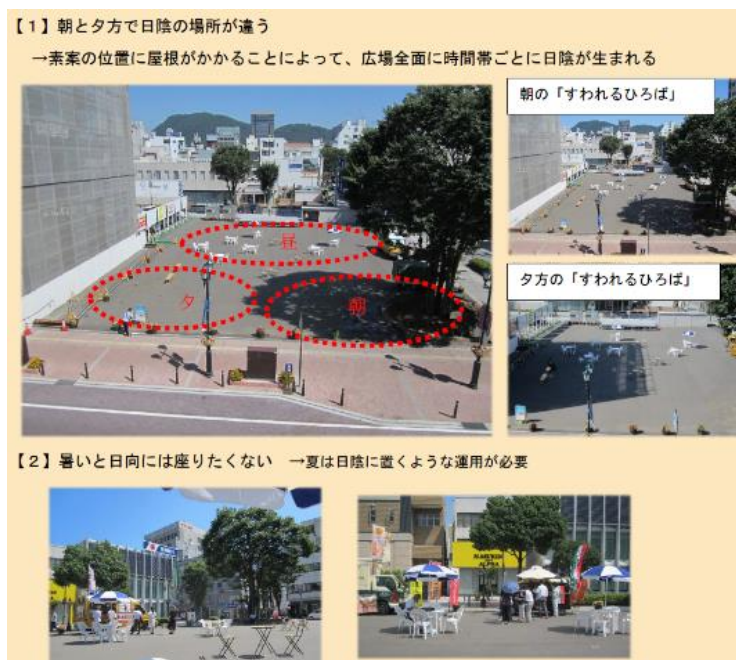 【1】朝と夕方で日陰の場所が違う
→素案の位置に屋根がかかることによって、広場全面に時間帯ごとに日陰が生まれる
朝の「すわれるひろば」
昼
夕
朝
夕方の「すわれるひろば」
【2】暑いと日向には座りたくない →夏は日陰に置くような運用が必要